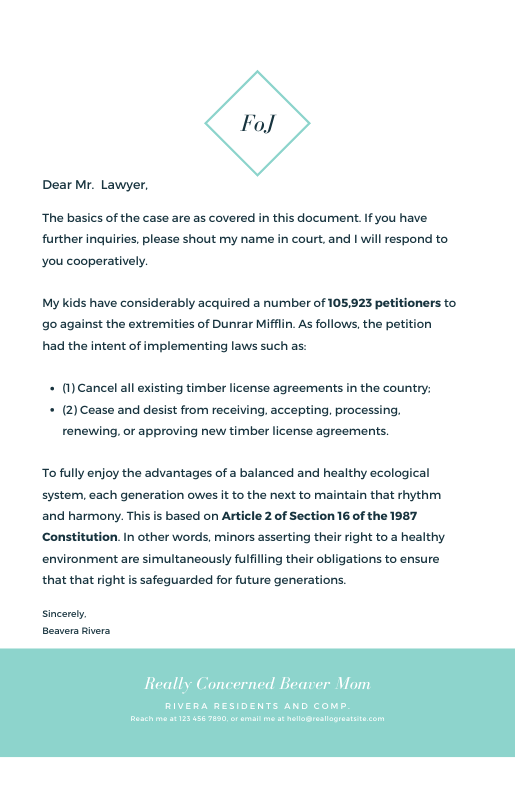 FoJ
Dear Mr. Lawyer,
The basics of the case are as covered in this document. If you have
further inquiries, please shout my name in court, and I will respond to
you cooperatively.
My kids have considerably acquired a number of 105,923 petitioners to
go against the extremities of Dunrar Mifflin. As follows, the petition
had the intent of implementing laws such as:
• (1) Cancel all existing timber license agreements in the country;
• (2) Cease and desist from receiving, accepting, processing,
renewing, or approving new timber license agreements.
To fully enjoy the advantages of a balanced and healthy ecological
system, each generation owes it to the next to maintain that rhythm
and harmony. This is based on Article 2 of Section 16 of the 1987
Constitution. In other words, minors asserting their right to a healthy
environment are simultaneously fulfilling their obligations to ensure
that that right is safeguarded for future generations.
Sincerely,
Beavera Rivera
Really Concerned Beaver Mom
RIVERA RESIDENTS AND COMP.
Reach me at 123 456 7890, or email me at hello@reallogreatsite.com